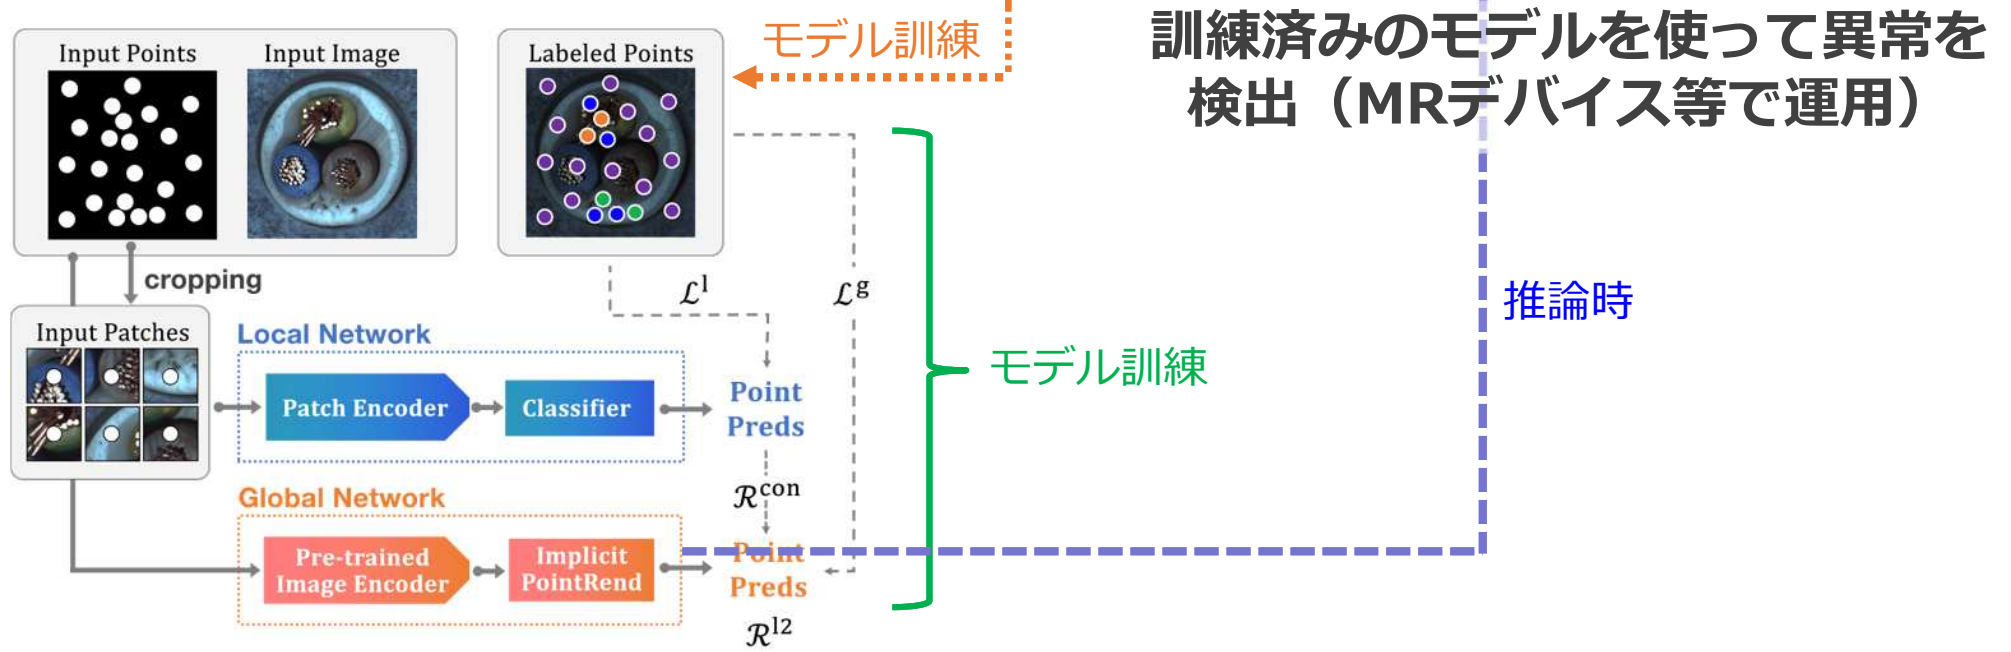 Input Points
Input Image
Labeled Points
モデル訓練
訓練済みのモデルを使って異常を
検出（MRデバイス等で運用）
cropping
ℒˡ
ℒᵍ
推論時
Input Patches
Local Network
モデル訓練
Patch Encoder
Classifier
Point
Preds
ℛᶜᵒⁿ
Global Network
Pre-trained
Image Encoder
Implicit
PointRend
Point
Preds
ℛˡ²